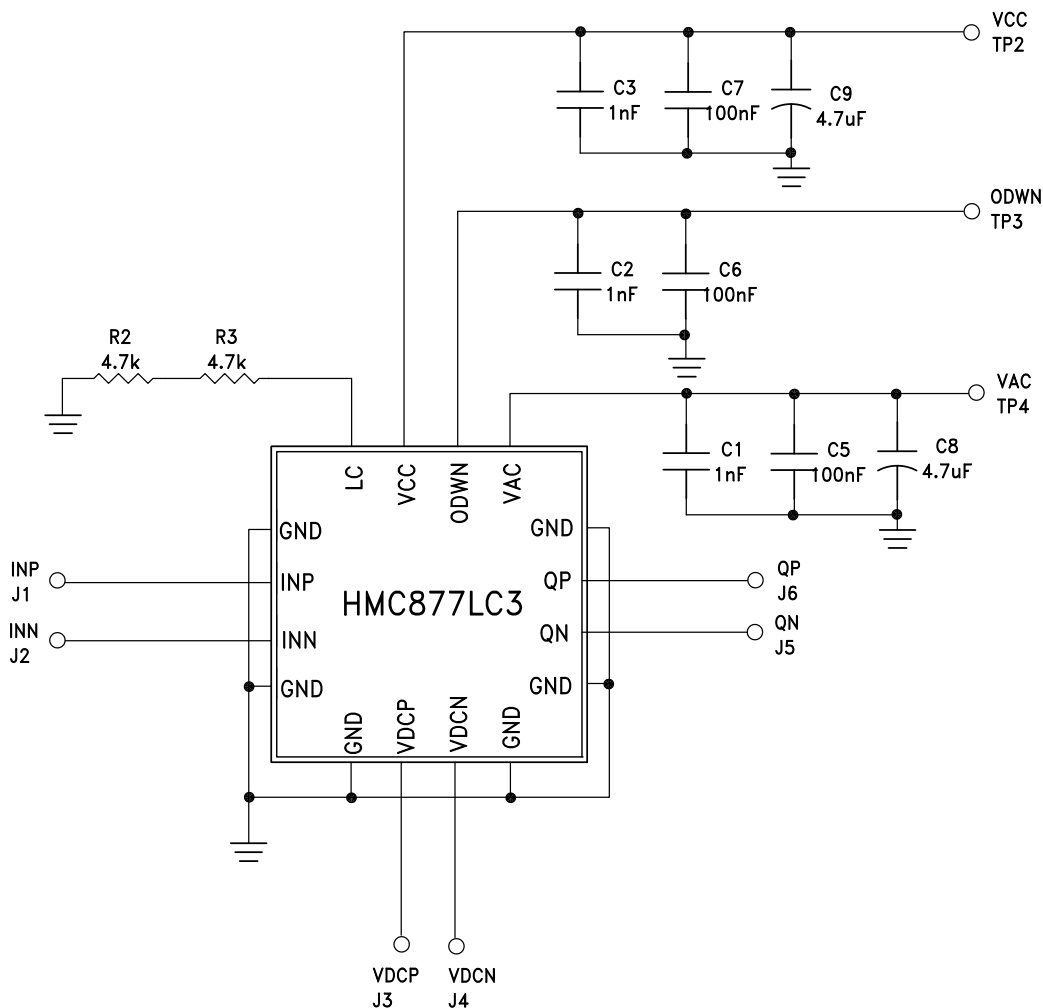 VCC
TP2
C3
1nF
C7
100nF
C9
4.7uF
ODWN
TP3
C2
1nF
C6
100nF
R2
4.7k
R3
4.7k
VAC
TP4
C1
1nF
C5
100nF
C8
4.7uF
LC
VCC
ODWN
VAC
GND
GND
INP
J1
INP
QP
QP
J6
HMC877LC3
INN
J2
INN
QN
QN
J5
GND
GND
GND
VDCP
VDCN
GND
VDCP
J3
VDCN
J4